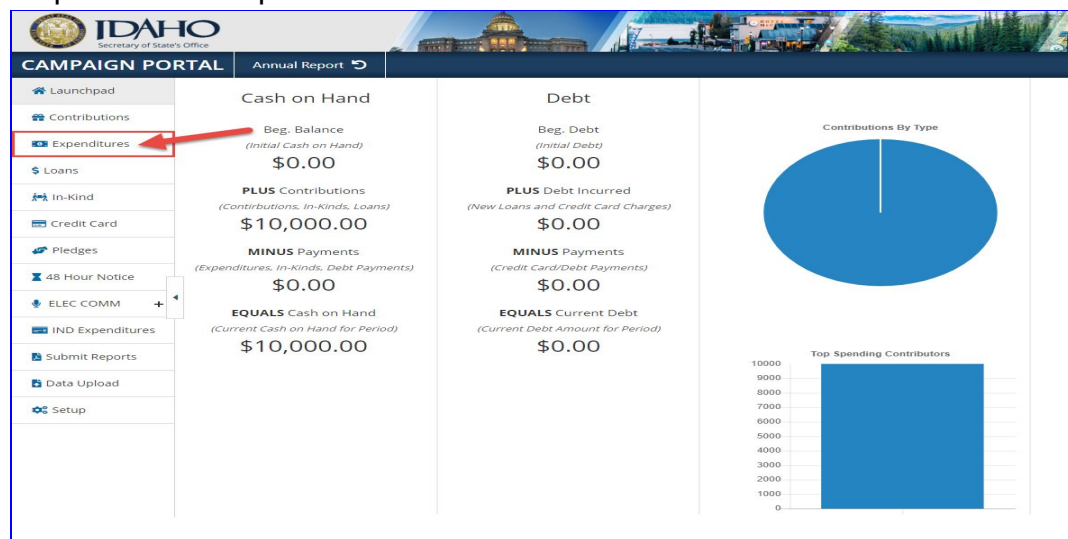 IDAHO
Secretary of State's Office
CAMPAIGN PORTAL
Annual Report
Launchpad
Contributions
Expenditures
$ Loans
In-Kind
Credit Card
Pledges
48 Hour Notice
ELEC COMM +
IND Expenditures
Submit Reports
Data Upload
Setup
Cash on Hand
Beg. Balance
(Initial Cash on Hand)
$0.00
PLUS Contributions
(Contirbutions, In-Kinds, Loans)
$10,000.00
MINUS Payments
(Expenditures, In-Kinds, Debt Payments)
$0.00
EQUALS Cash on Hand
(Current Cash on Hand for Period)
$10,000.00
Debt
Beg. Debt
(Initial Debt)
$0.00
PLUS Debt Incurred
(New Loans and Credit Card Charges)
$0.00
MINUS Payments
(Credit Card/Debt Payments)
$0.00
EQUALS Current Debt
(Current Debt Amount for Period)
$0.00
Contributions By Type
Top Spending Contributors
10000
9000
8000
7000
6000
5000
4000
3000
2000
1000
0